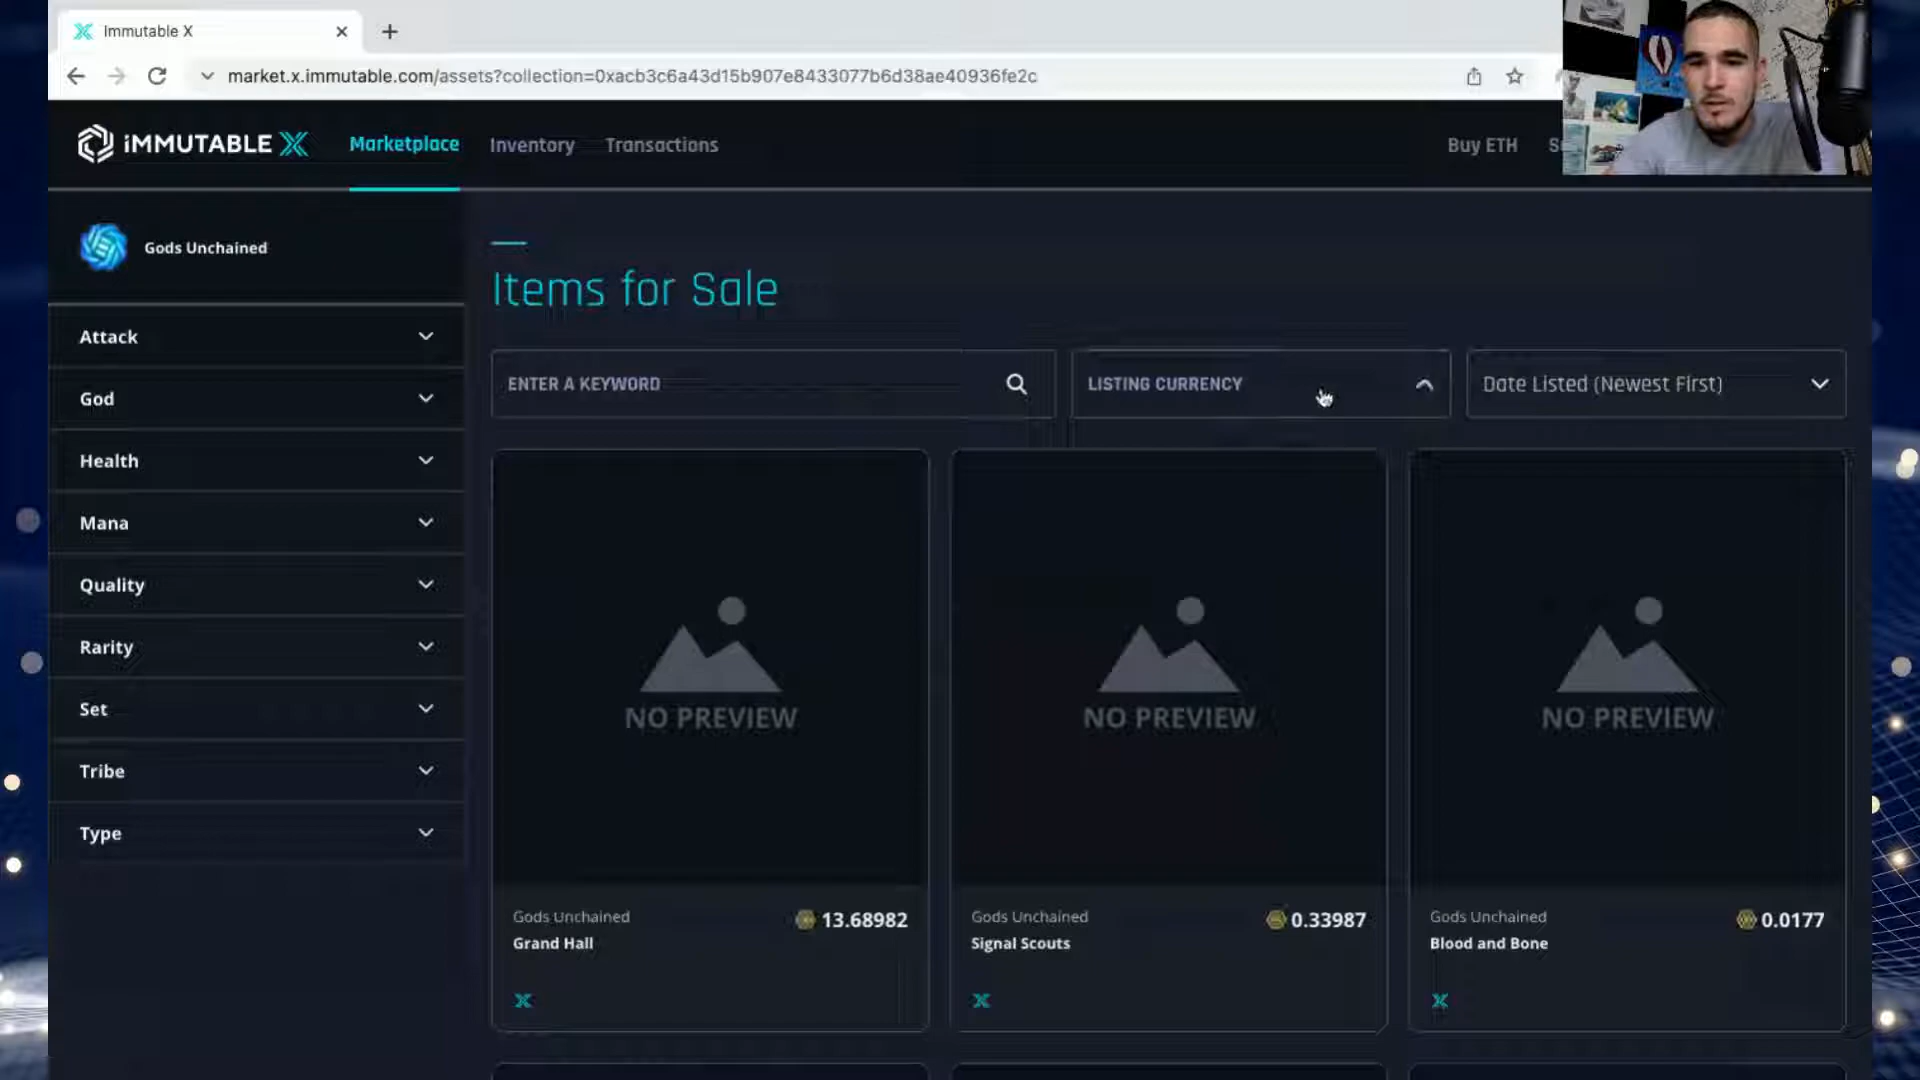 Immutable X
market.x.immutable.com/assets?collection=0xacb3c6a43d15b907e8433077b6d38ae40936fe2c
IMMUTABLE X
Marketplace
Inventory
Transactions
Buy ETH
Gods Unchained
Attack
God
Health
Mana
Quality
Rarity
Set
Tribe
Type
Items for Sale
ENTER A KEYWORD
LISTING CURRENCY
Date Listed (Newest First)
NO PREVIEW
NO PREVIEW
NO PREVIEW
Gods Unchained
13.68982
Grand Hall
Gods Unchained
0.33987
Signal Scouts
Gods Unchained
0.0177
Blood and Bone